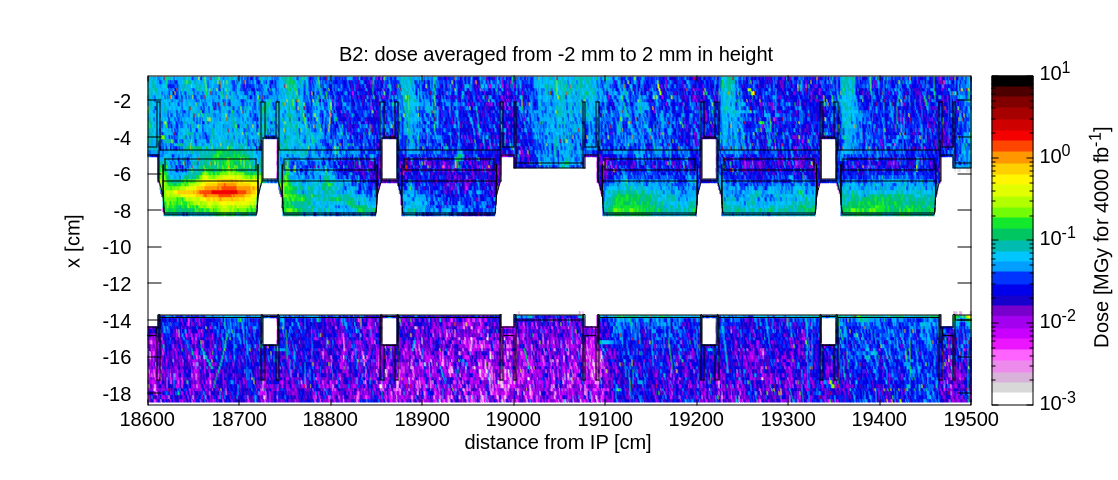 B2: dose averaged from -2 mm to 2 mm in height
-2
-4
-6
-8
-10
-12
-14
-16
-18
x [cm]
18600 18700 18800 18900 19000 19100 19200 19300 19400 19500
distance from IP [cm]
10^1
10^0
10^-1
10^-2
10^-3
Dose [MGy for 4000 fb^-1]